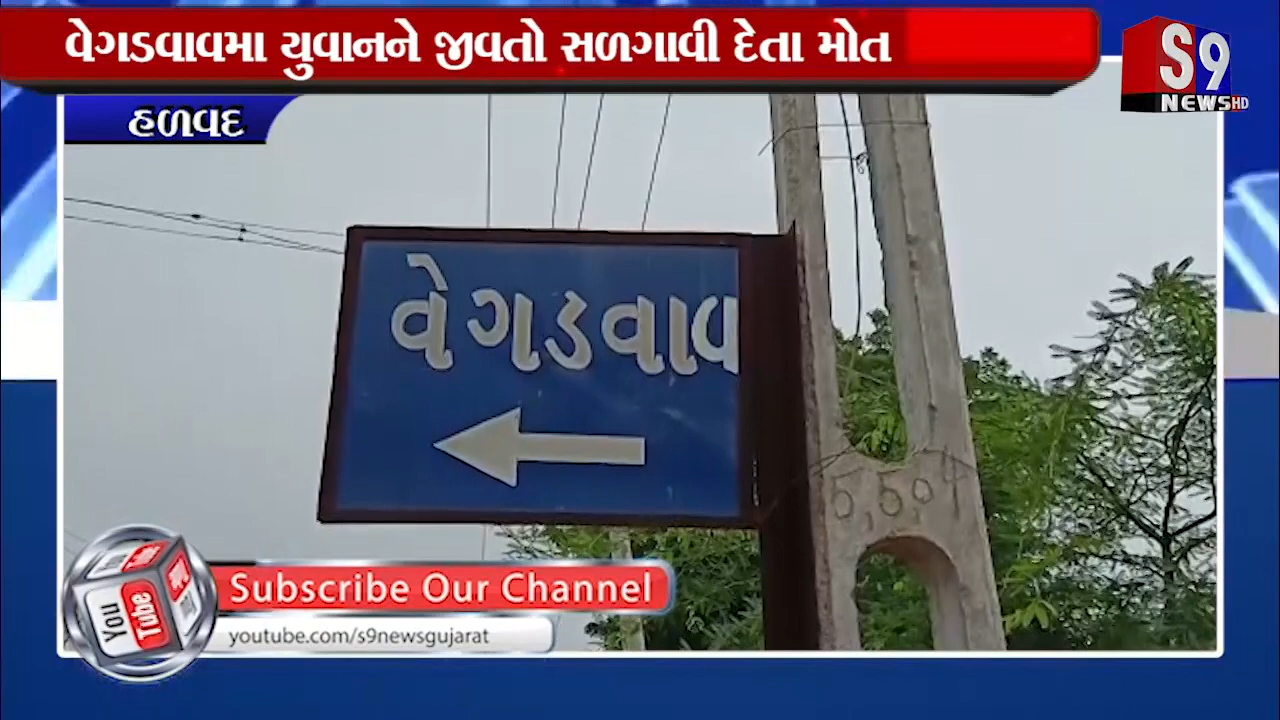 વેગડવાવમા યુવાનને જીવતો સળગાવી દેતા મોત
S9
NEWS HD
હળવદ
વેગડવાવ
Subscribe Our Channel
youtube.com/s9newsgujarat
You
Tube